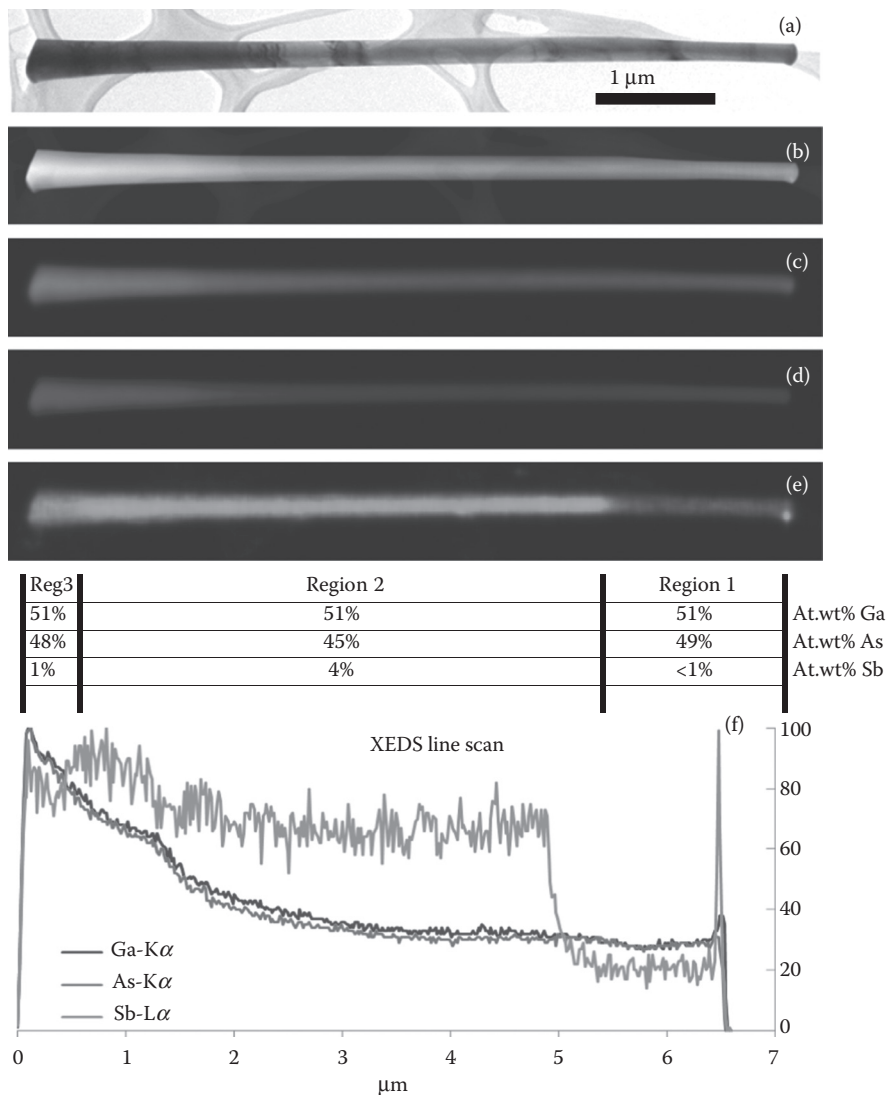 (a)
1 μm
(b)
(c)
(d)
(e)
Reg3 Region 2 Region 1
51% 51% 51% At.wt% Ga
48% 45% 49% At.wt% As
1% 4% <1% At.wt% Sb
(f)
XEDS line scan
100
80
60
40
20
0
Ga-Kα
As-Kα
Sb-Lα
0 1 2 3 4 5 6 7
μm